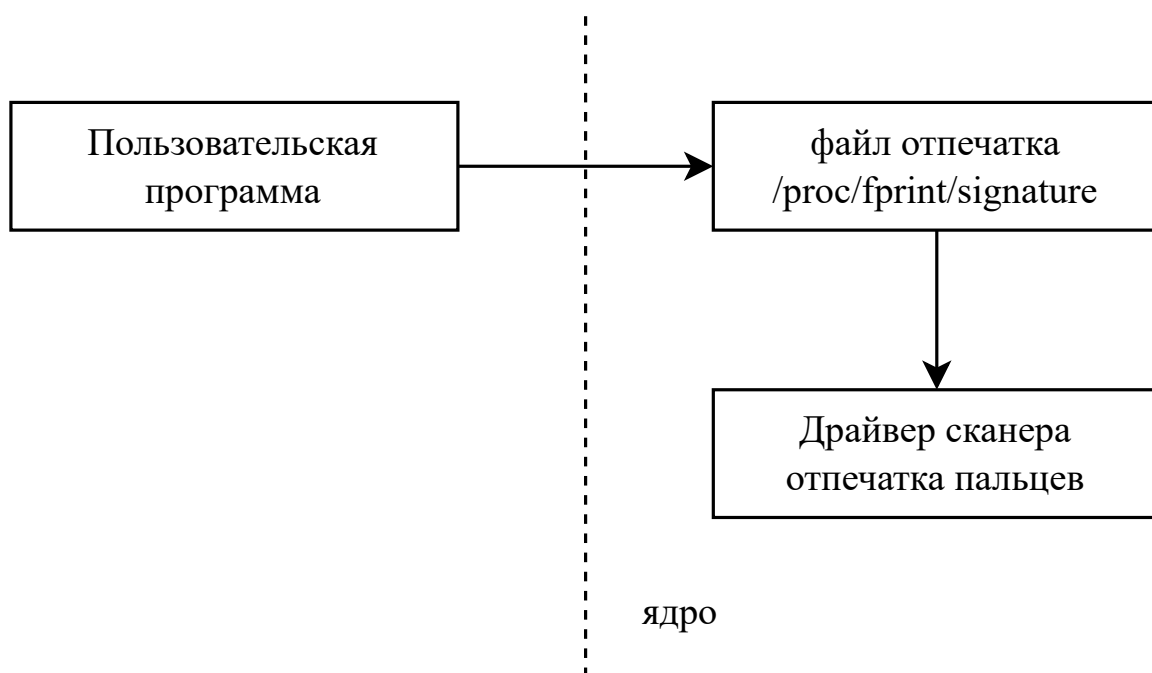 Пользовательская
программа
файл отпечатка
/proc/fprint/signature
Драйвер сканера
отпечатка пальцев
ядро